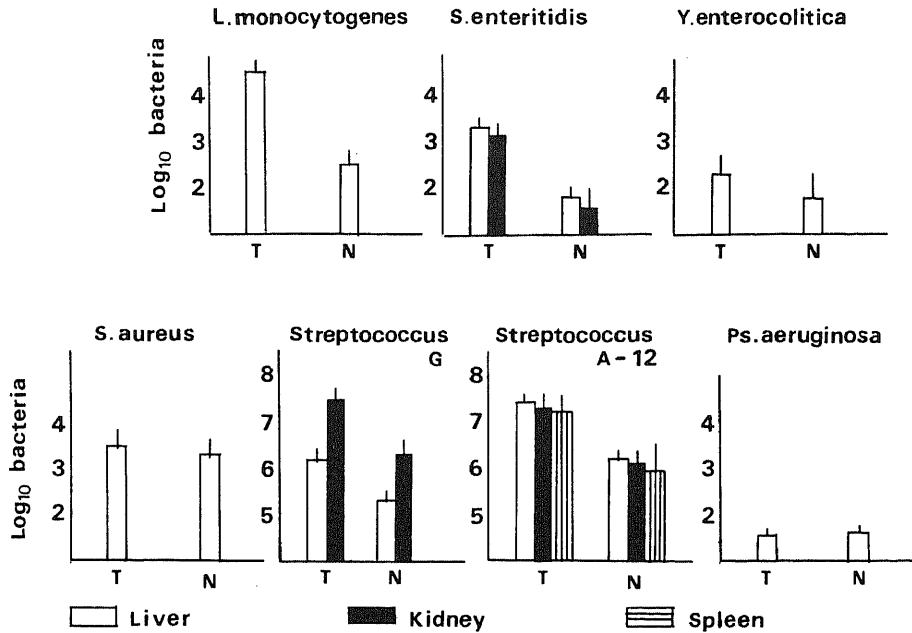 L.monocytogenes
S.enteritidis
Y.enterocolitica
Log10 bacteria
4
3
2
T N
4
3
2
T N
4
3
2
T N
S.aureus
Streptococcus
G
Streptococcus
A-12
Ps.aeruginosa
Log10 bacteria
4
3
2
T N
8
7
6
5
T N
8
7
6
5
T N
4
3
2
T N
Liver
Kidney
Spleen